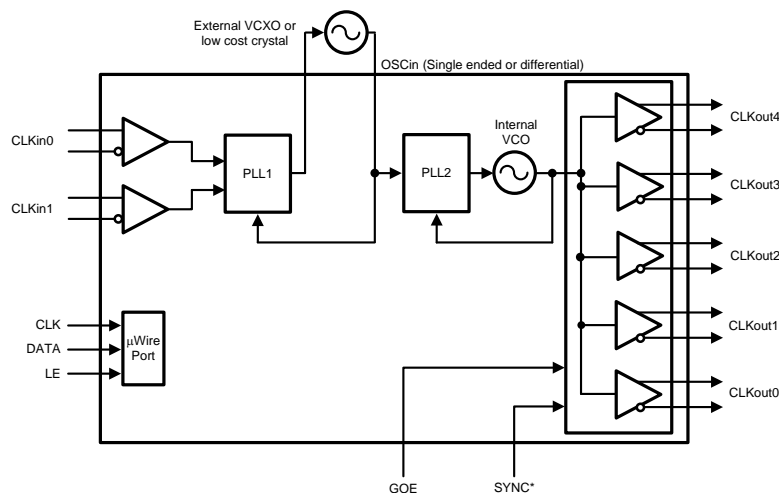 External VCXO or
low cost crystal
OSCin (Single ended or differential)
CLKin0
CLKin1
PLL1
PLL2
Internal
VCO
CLKout4
CLKout3
CLKout2
CLKout1
CLKout0
CLK
DATA
LE
µWire
Port
GOE
SYNC*